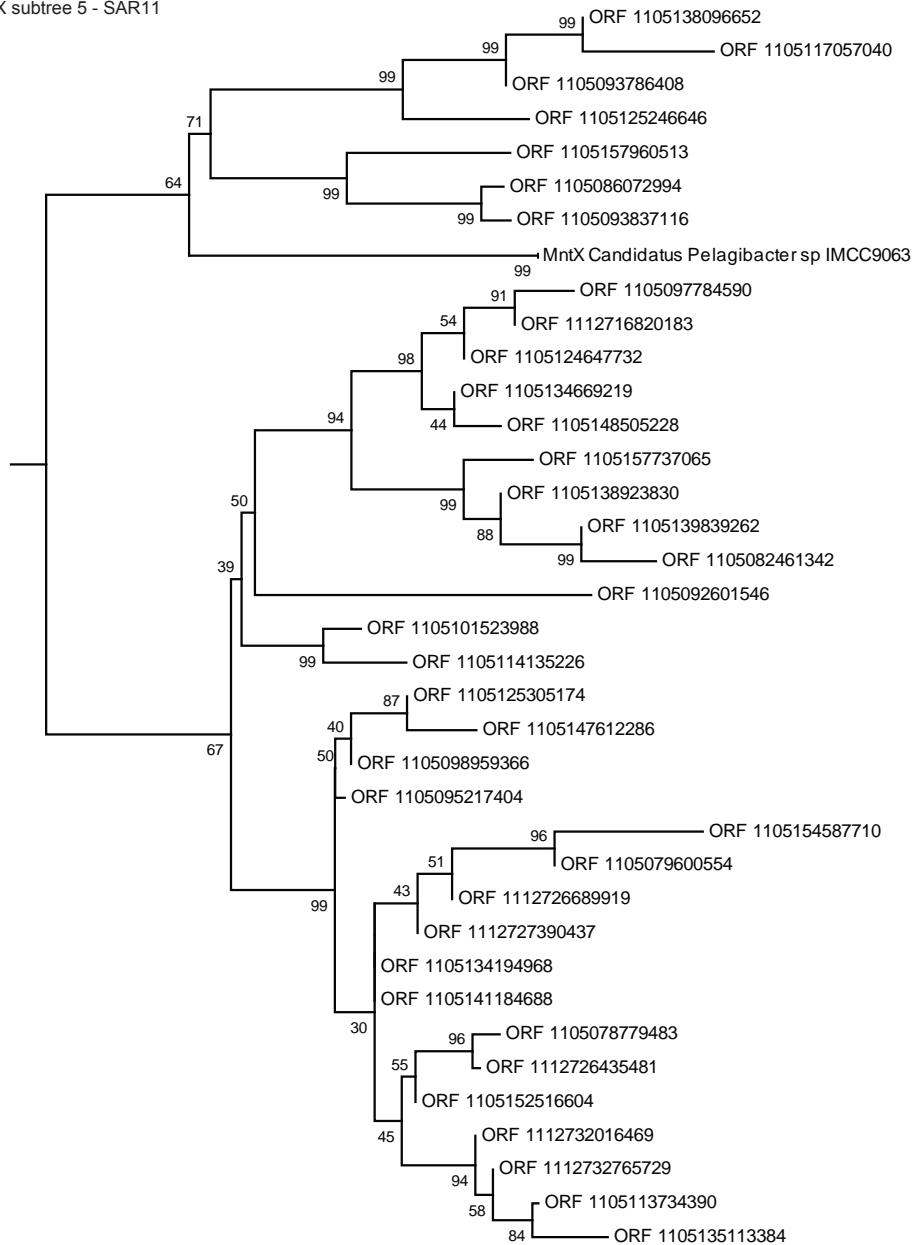 X subtree 5 - SAR11
99 ORF 1105138096652
99 ORF 1105117057040
99 ORF 1105093786408
ORF 1105125246646
71
ORF 1105157960513
64 99 ORF 1105086072994
99 ORF 1105093837116
MntX Candidatus Pelagibacter sp IMCC9063
99
91 ORF 1105097784590
54 ORF 1112716820183
98 ORF 1105124647732
ORF 1105134669219
94 44 ORF 1105148505228
ORF 1105157737065
50 99 ORF 1105138923830
88 ORF 1105139839262
39 99 ORF 1105082461342
ORF 1105092601546
ORF 1105101523988
99 ORF 1105114135226
87 ORF 1105125305174
40 ORF 1105147612286
67 50 ORF 1105098959366
ORF 1105095217404
96 ORF 1105154587710
51 ORF 1105079600554
43 ORF 1112726689919
99 ORF 1112727390437
ORF 1105134194968
ORF 1105141184688
30 96 ORF 1105078779483
55 ORF 1112726435481
ORF 1105152516604
45 ORF 1112732016469
94 ORF 1112732765729
58 ORF 1105113734390
84 ORF 1105135113384